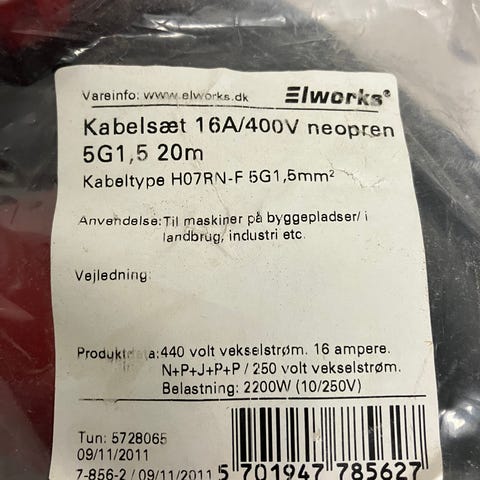 Vareinfo: www.elworks.dk Elworks®
Kabelsæt 16A/400V neopren
5G1,5 20m
Kabeltype H07RN-F 5G1,5mm²
Anvendelse: Til maskiner på byggepladser/ i
landbrug, industri etc.
Vejledning:
Produktdata: 440 volt vekselstrøm. 16 ampere.
N+P+J+P+P / 250 volt vekselstrøm.
Belastning: 2200W (10/250V)
Tun: 5728065
09/11/2011
7-856-2 / 09/11/2011
5 701947 785627